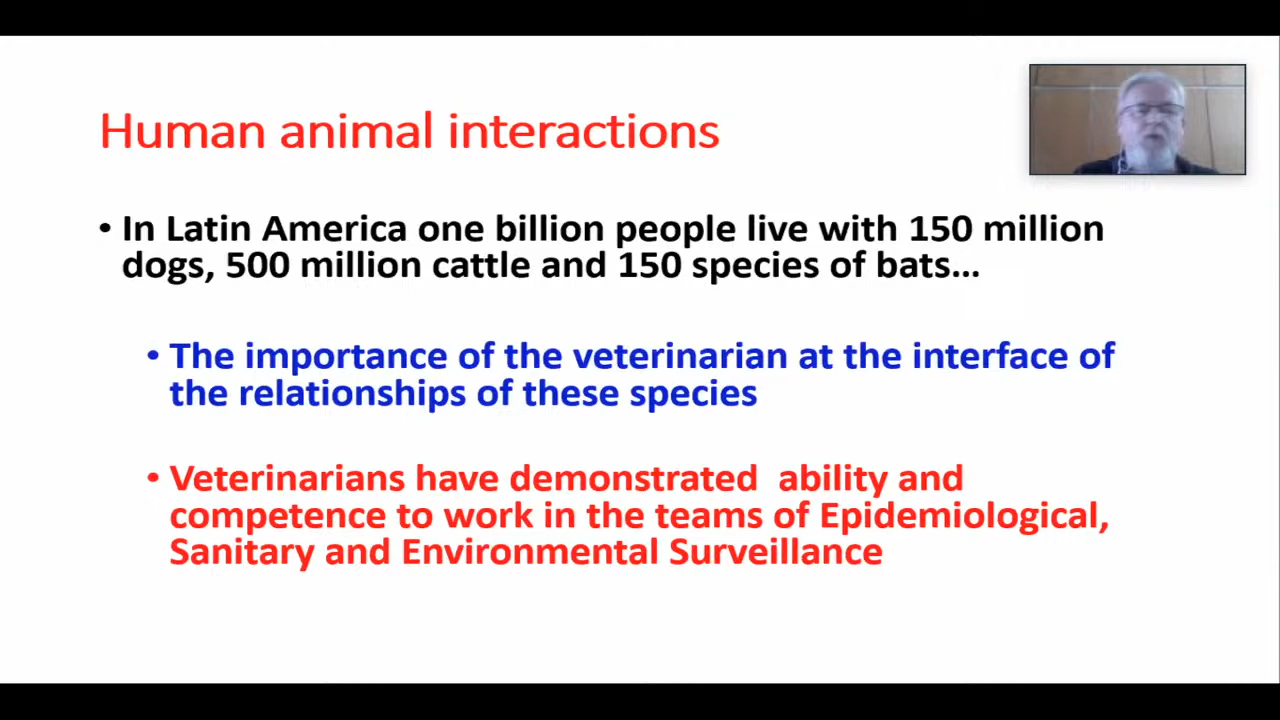 Human animal interactions
• In Latin America one billion people live with 150 million
dogs, 500 million cattle and 150 species of bats...
• The importance of the veterinarian at the interface of
the relationships of these species
• Veterinarians have demonstrated  ability and
competence to work in the teams of Epidemiological,
Sanitary and Environmental Surveillance